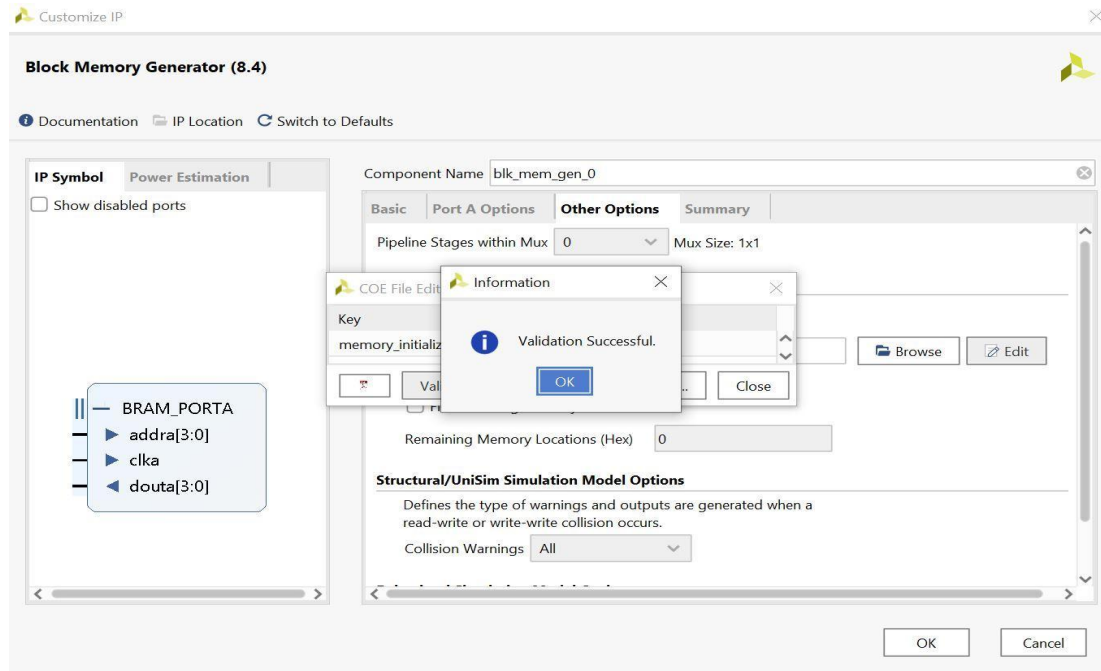 Customize IP
Block Memory Generator (8.4)
Documentation IP Location Switch to Defaults
IP Symbol Power Estimation
Show disabled ports
BRAM_PORTA
addra[3:0]
clka
douta[3:0]
Component Name blk_mem_gen_0
Basic Port A Options Other Options Summary
Pipeline Stages within Mux 0 Mux Size: 1x1
COE File Edit
Key
memory_initializ
Information
Validation Successful.
OK
Browse Edit
Val .. Close
Remaining Memory Locations (Hex) 0
Structural/UniSim Simulation Model Options
Defines the type of warnings and outputs are generated when a
read-write or write-write collision occurs.
Collision Warnings All
OK Cancel